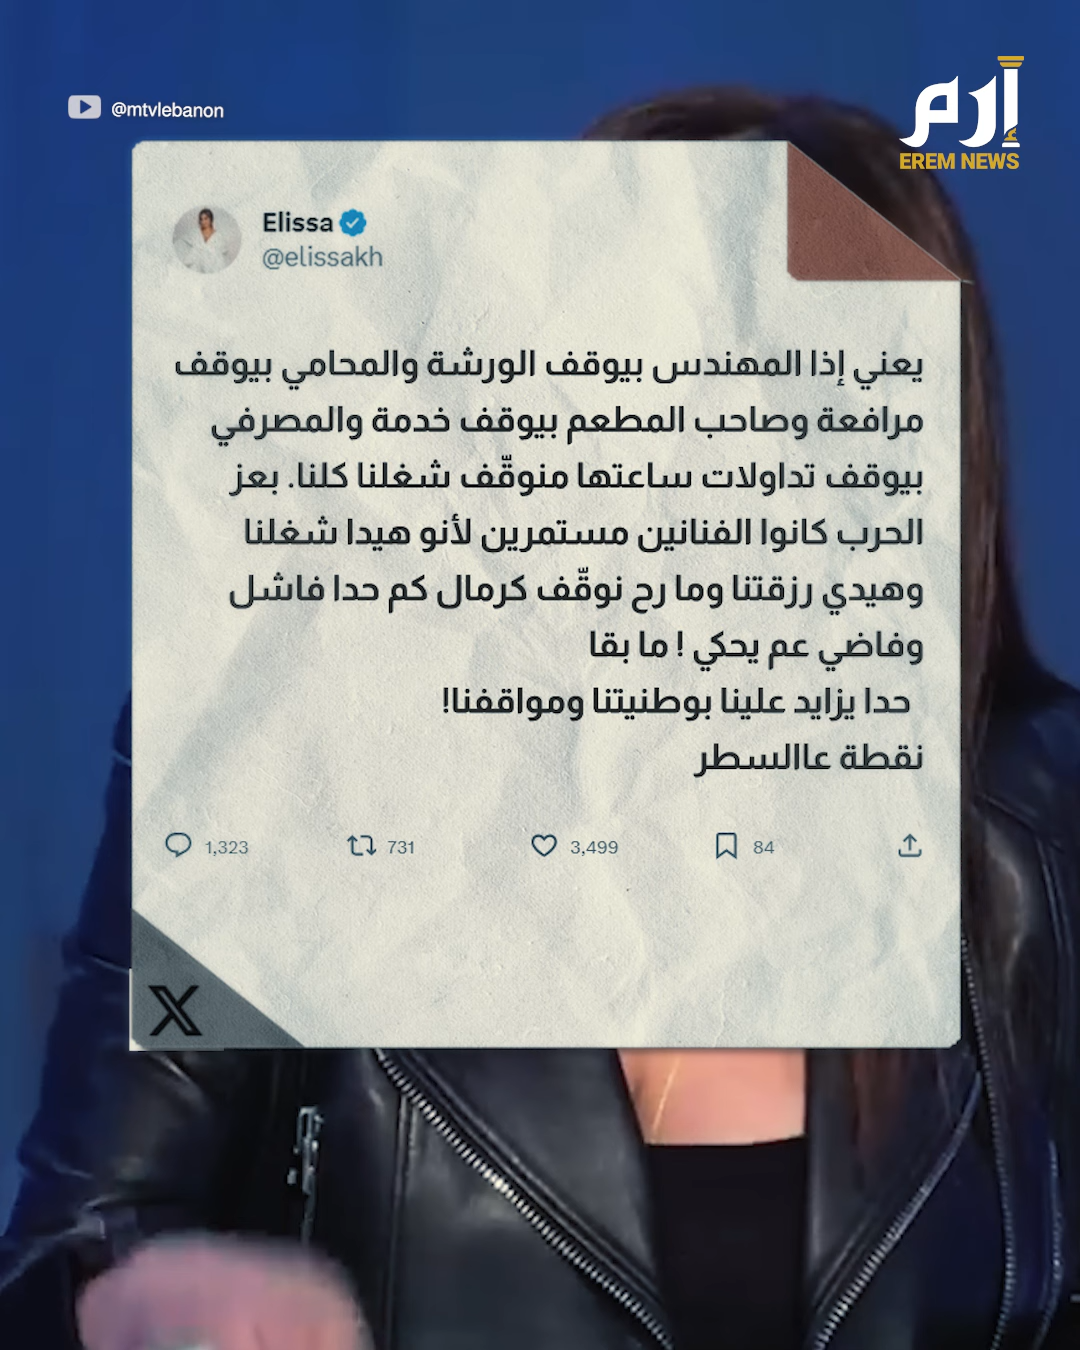 @mtvlebanon
إرم
EREM NEWS
Elissa
@elissakh
يعني إذا المهندس بيوقف الورشة والمحامي بيوقف
مرافعة وصاحب المطعم بيوقف خدمة والمصرفي
بيوقف تداولات ساعتها منوقّف شغلنا كلنا. بعز
الحرب كانوا الفنانين مستمرين لأنو هيدا شغلنا
وهيدي رزقتنا وما رح نوقّف كرمال كم حدا فاشل
وفاضي عم يحكي ! ما بقا
حدا يزايد علينا بوطنيتنا ومواقفنا!
نقطة عاالسطر
1,323 731 3,499 84
X